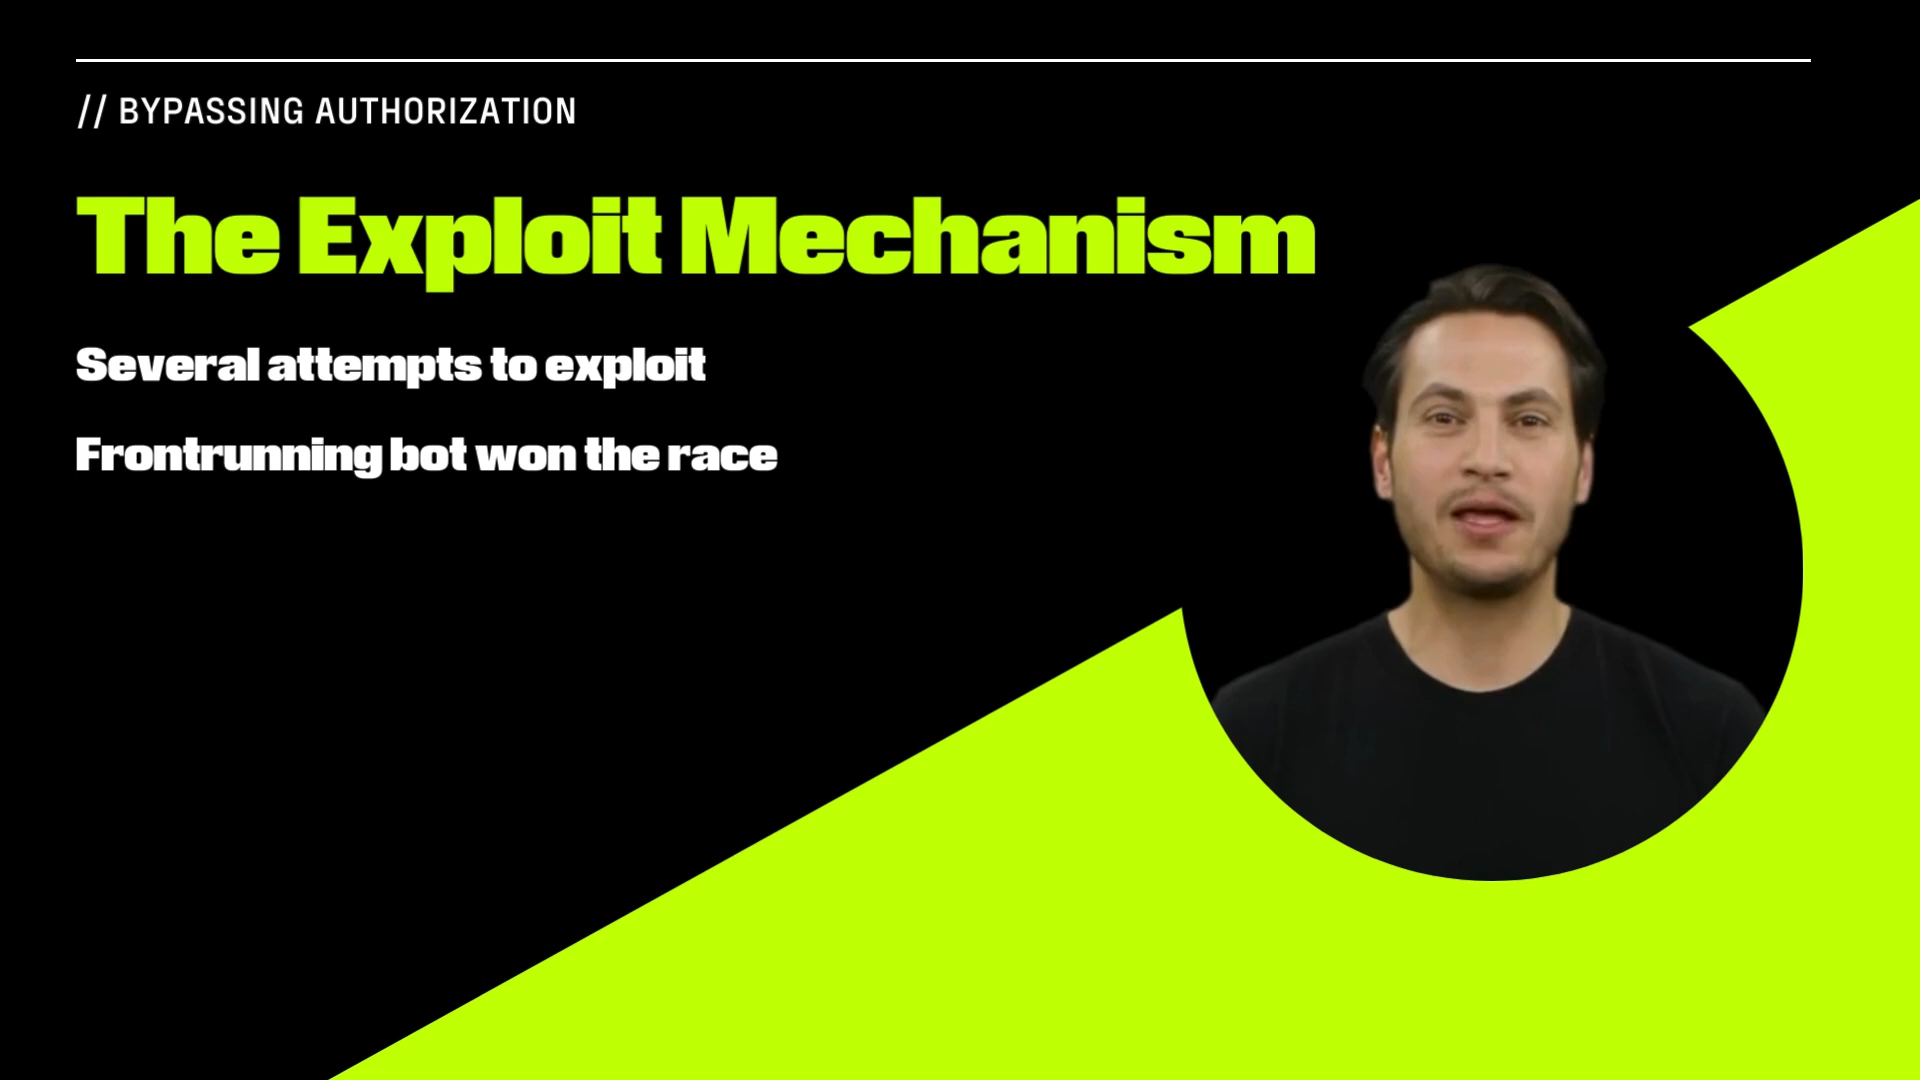 // BYPASSING AUTHORIZATION
The Exploit Mechanism
Several attempts to exploit
Frontrunning bot won the race